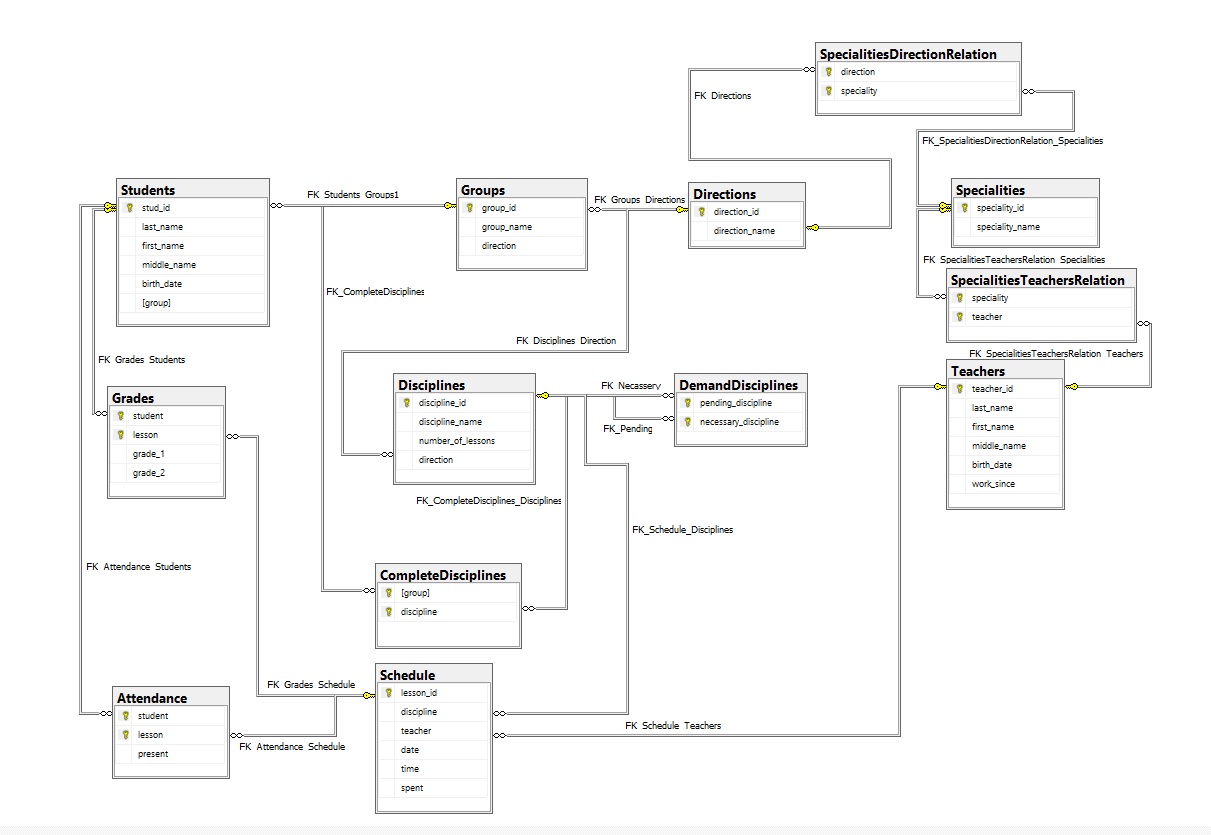 SpecialitiesDirectionRelation
direction
speciality
FK Directions
FK_SpecialitiesDirectionRelation_Specialities
Students
stud_id
last_name
first_name
middle_name
birth_date
[group]
FK Students Groups1
Groups
group_id
group_name
direction
FK Groups Directions
Directions
direction_id
direction_name
Specialities
speciality_id
speciality_name
FK SpecialitiesTeachersRelation Specialities
SpecialitiesTeachersRelation
speciality
teacher
FK_CompleteDisciplines
FK Disciplines Direction
FK SpecialitiesTeachersRelation Teachers
FK Grades Students
Teachers
teacher_id
last_name
first_name
middle_name
birth_date
work_since
Grades
student
lesson
grade_1
grade_2
Disciplines
discipline_id
discipline_name
number_of_lessons
direction
FK Necassery
FK_Pending
DemandDisciplines
pending_discipline
necessary_discipline
FK_CompleteDisciplines_Disciplines
FK_Schedule_Disciplines
FK Attendance Students
CompleteDisciplines
[group]
discipline
FK Grades Schedule
Schedule
lesson_id
discipline
teacher
date
time
spent
FK Schedule Teachers
Attendance
student
lesson
present
FK Attendance Schedule